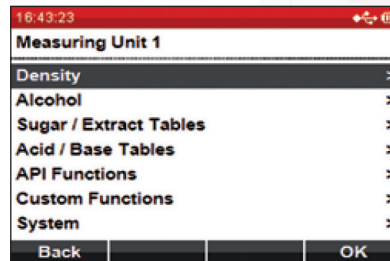 16:43:23
Measuring Unit 1
Density >
Alcohol >
Sugar / Extract Tables >
Acid / Base Tables >
API Functions >
Custom Functions >
System >
Back OK